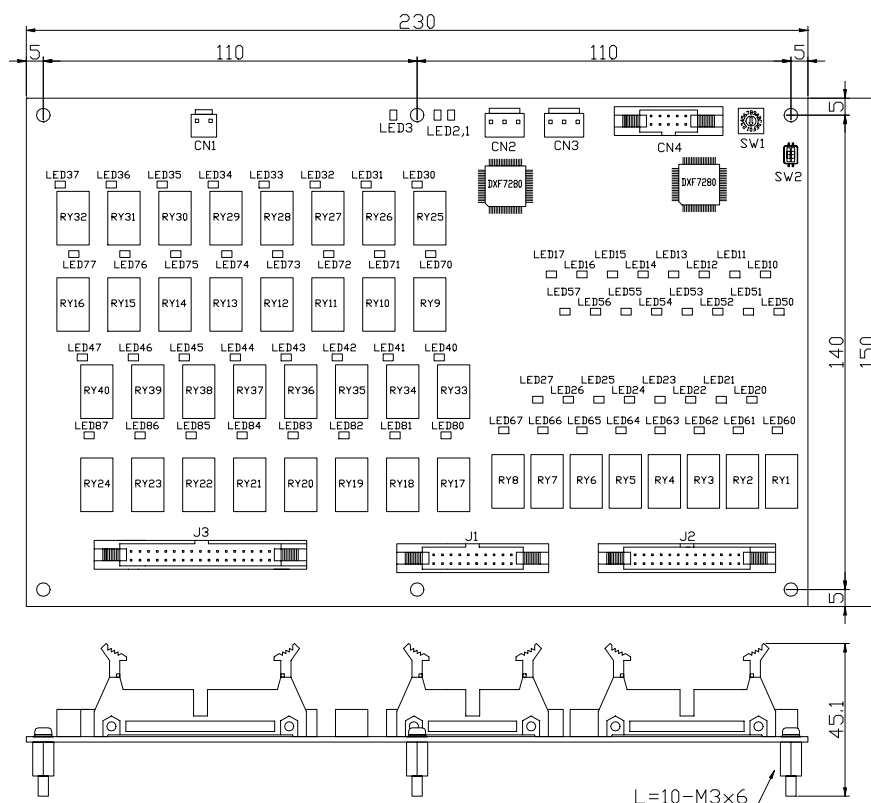 230
5 110 110 5
5
LED3 LED2,1
CN1 CN2 CN3 CN4 SW1
SW2
LED37 LED36 LED35 LED34 LED33 LED32 LED31 LED30
DXF7280 DXF7280
RY32 RY31 RY30 RY29 RY28 RY27 RY26 RY25
LED77 LED76 LED75 LED74 LED73 LED72 LED71 LED70
LED17 LED15 LED13 LED11
LED16 LED14 LED12 LED10
RY16 RY15 RY14 RY13 RY12 RY11 RY10 RY9
LED57 LED55 LED53 LED51
LED56 LED54 LED52 LED50
140
150
LED47 LED46 LED45 LED44 LED43 LED42 LED41 LED40
RY40 RY39 RY38 RY37 RY36 RY35 RY34 RY33
LED27 LED25 LED23 LED21
LED26 LED24 LED22 LED20
LED87 LED86 LED85 LED84 LED83 LED82 LED81 LED80
LED67 LED66 LED65 LED64 LED63 LED62 LED61 LED60
RY24 RY23 RY22 RY21 RY20 RY19 RY18 RY17
RY8 RY7 RY6 RY5 RY4 RY3 RY2 RY1
J3 J1 J2
5
45.1
L=10-M3x6